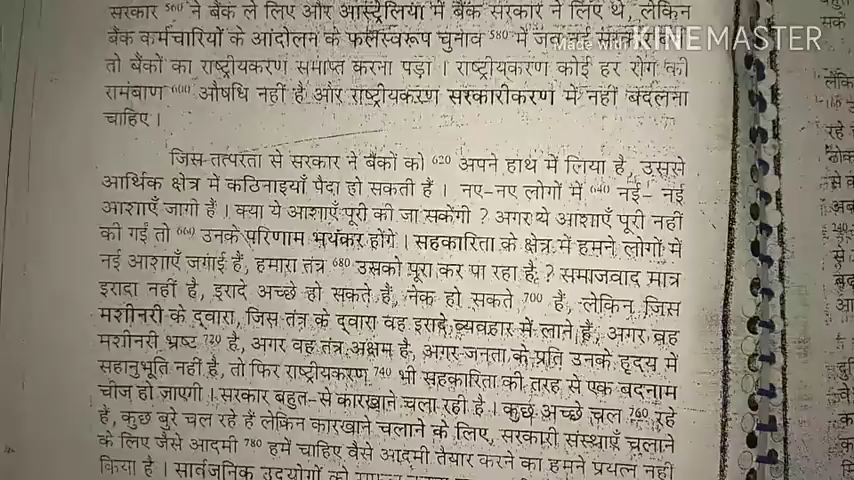 सरकार 560 ने बैंक ले लिए और आस्ट्रेलिया में बैंक सरकार ने लिए थे, लेकिन
बैंक कर्मचारियों के आंदोलन के फलस्वरूप चुनाव 580 में जब नई
Made with KINEMASTER
तो बैंकों का राष्ट्रीयकरण समाप्त करना पड़ा । राष्ट्रीयकरण कोई हर रोग की
रामबाण 600 औषधि नहीं है और राष्ट्रीयकरण सरकारीकरण में नहीं बदलना
चाहिए ।
जिस तत्परता से सरकार ने बैंकों को 620 अपने हाथ में लिया है, उससे
आर्थिक क्षेत्र में कठिनाइयाँ पैदा हो सकती हैं । नए-नए लोगों में 640 नई- नई
आशाएँ जागी हैं । क्या ये आशाएँ पूरी की जा सकेंगी ? अगर ये आशाएँ पूरी नहीं
की गईं तो 660 उनके परिणाम भयंकर होंगे । सहकारिता के क्षेत्र में हमने लोगों में
नई आशाएँ जगाई हैं, हमारा तंत्र 680 उसको पूरा कर पा रहा है ? समाजवाद मात्र
इरादा नहीं है, इरादे अच्छे हो सकते हैं, नेक हो सकते 700 हैं, लेकिन जिस
मशीनरी के द्वारा, जिस तंत्र के द्वारा वह इरादे व्यवहार में लाने हैं, अगर वह
मशीनरी भ्रष्ट 720 है, अगर वह तंत्र अक्षम है, अगर जनता के प्रति उनके हृदय में
सहानुभूति नहीं है, तो फिर राष्ट्रीयकरण 740 भी सहकारिता की तरह से एक बदनाम
चीज हो जाएगी । सरकार बहुत-से कारखाने चला रही है । कुछ अच्छे चल 760 रहे
हैं, कुछ बुरे चल रहे हैं लेकिन कारखाने चलाने के लिए, सरकारी संस्थाएँ चलाने
के लिए जैसे आदमी 780 हमें चाहिए वैसे आदमी तैयार करने का हमने प्रयत्न नहीं
किया है । सार्वजनिक उद्योगों को